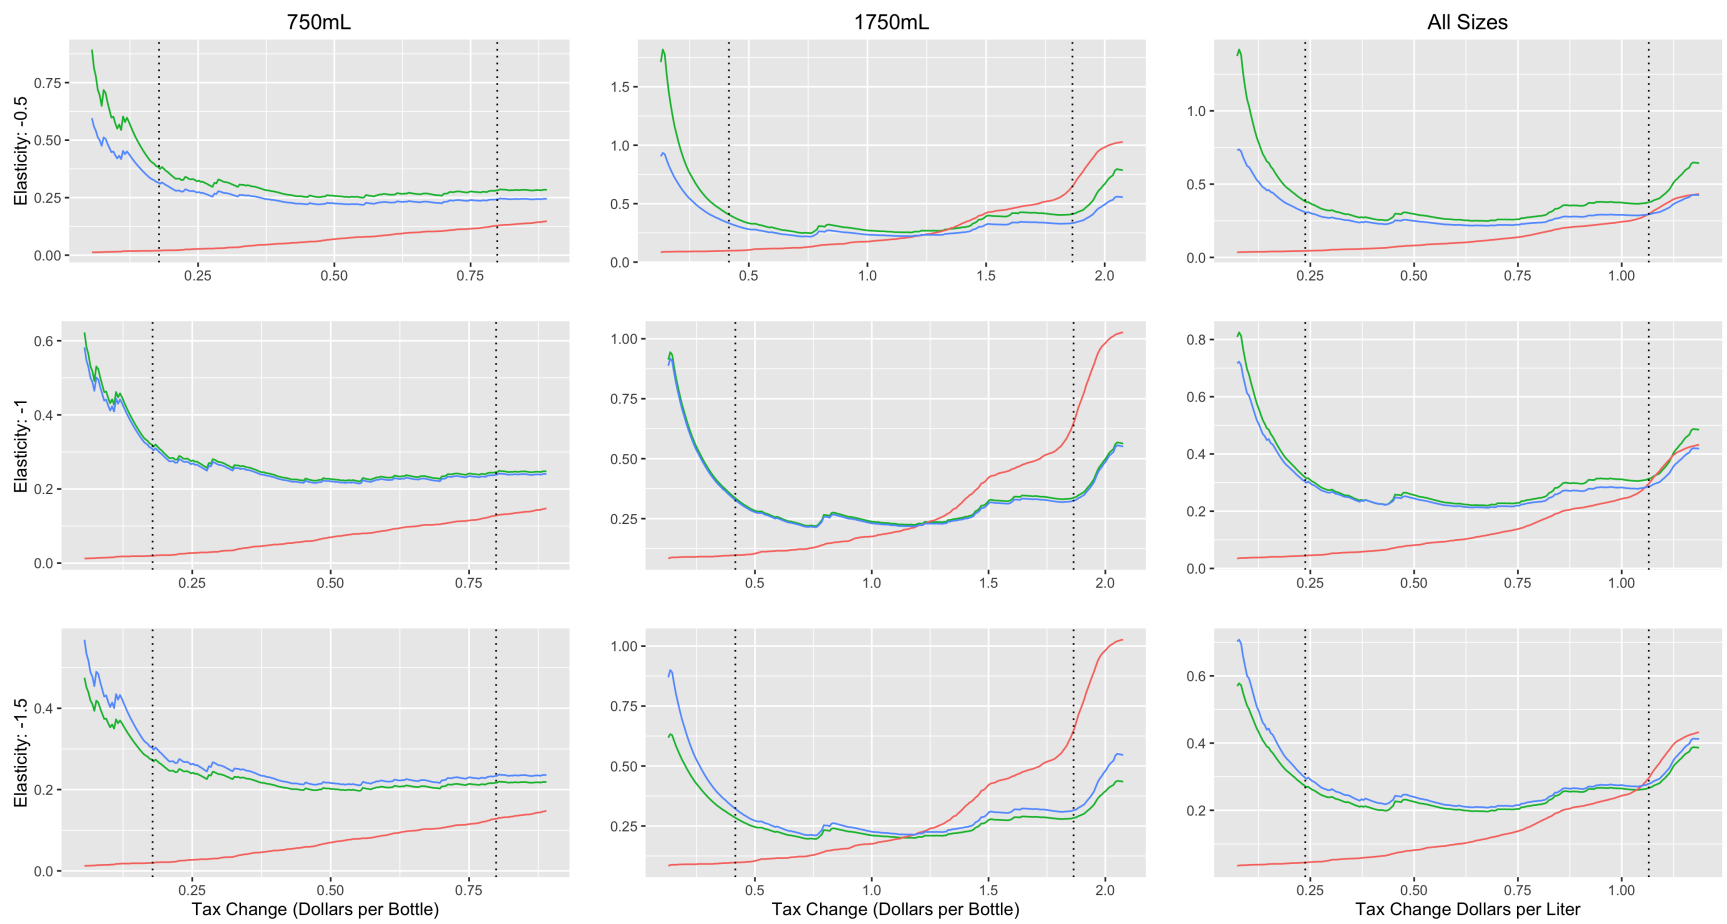 750mL 1750mL All Sizes
Elasticity: -0.5
0.75
0.50
0.25
0.00
0.25 0.50 0.75
1.5
1.0
0.5
0.0
0.5 1.0 1.5 2.0
1.0
0.5
0.0
0.25 0.50 0.75 1.00
Elasticity: -1
0.6
0.4
0.2
0.0
0.25 0.50 0.75
1.00
0.75
0.50
0.25
0.5 1.0 1.5 2.0
0.8
0.6
0.4
0.2
0.0
0.25 0.50 0.75 1.00
Elasticity: -1.5
0.4
0.2
0.0
0.25 0.50 0.75
Tax Change (Dollars per Bottle)
1.00
0.75
0.50
0.25
0.5 1.0 1.5 2.0
Tax Change (Dollars per Bottle)
0.6
0.4
0.2
0.25 0.50 0.75 1.00
Tax Change Dollars per Liter